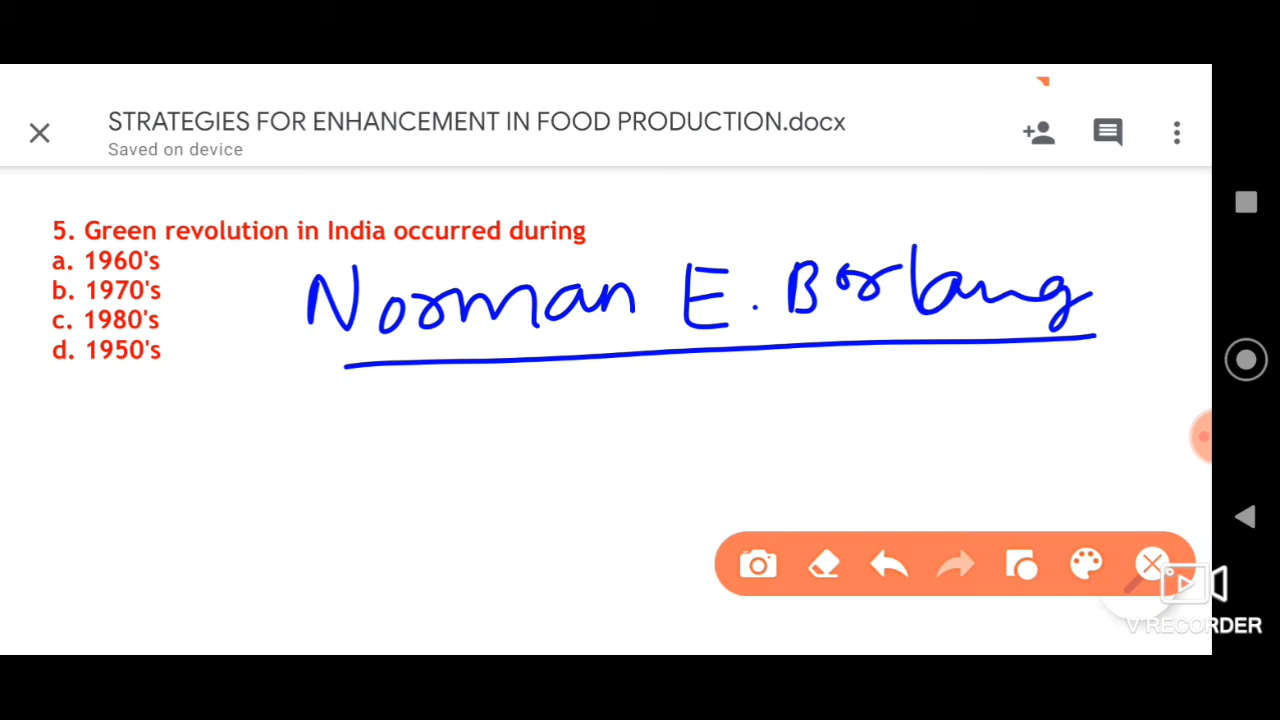 STRATEGIES FOR ENHANCEMENT IN FOOD PRODUCTION.docx
Saved on device
5. Green revolution in India occurred during
a. 1960's
b. 1970's
c. 1980's
d. 1950's
Norman E. Borlaug
V RECORDER